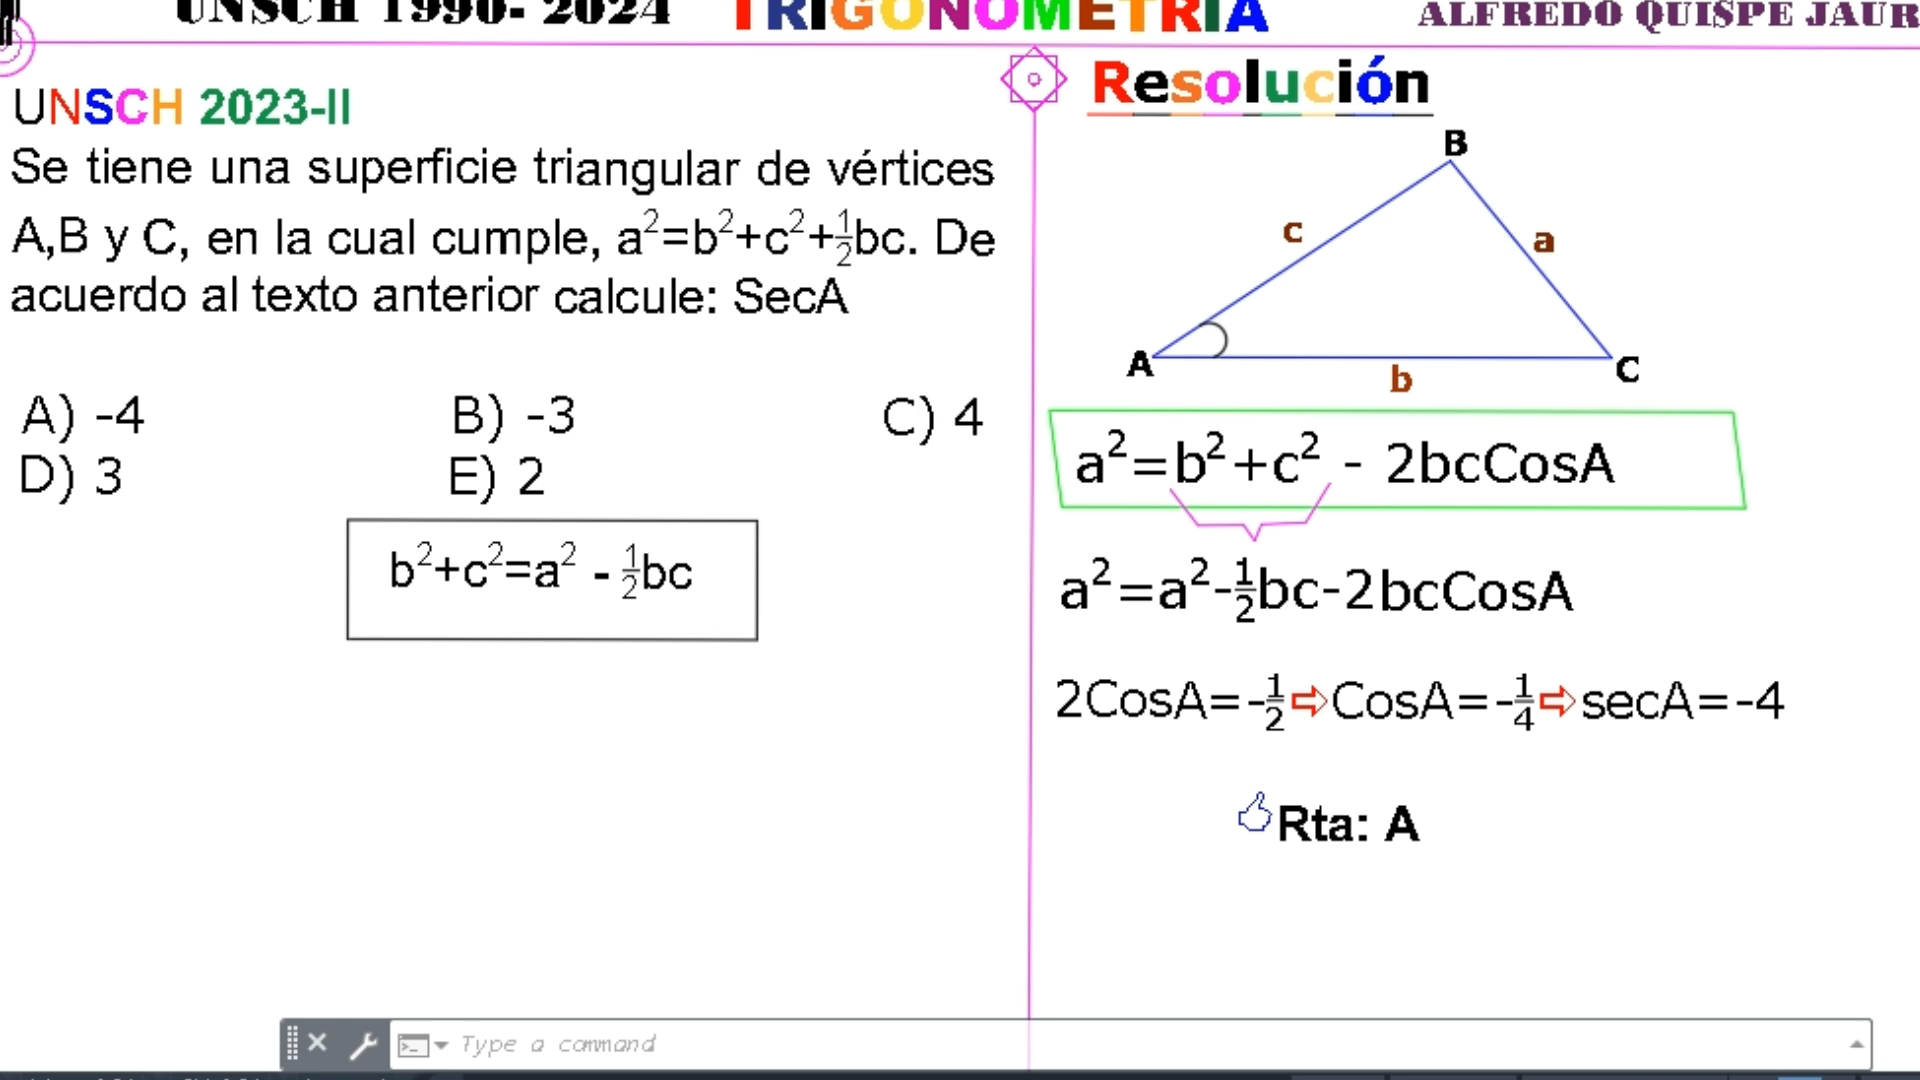 UNSCH 1990- 2024 TRIGONOMETRIA ALFREDO QUISPE JAUR
UNSCH 2023-II
Se tiene una superficie triangular de vértices
A,B y C, en la cual cumple, a²=b²+c²+½bc. De
acuerdo al texto anterior calcule: SecA
A) -4 B) -3 C) 4
D) 3 E) 2
b²+c²=a² - ½bc
Resolución
B
c
a
A
b
C
a²=b²+c² - 2bcCosA
a²=a²-½bc-2bcCosA
2CosA=-½⇨CosA=-¼⇨secA=-4
Rta: A
Type a command